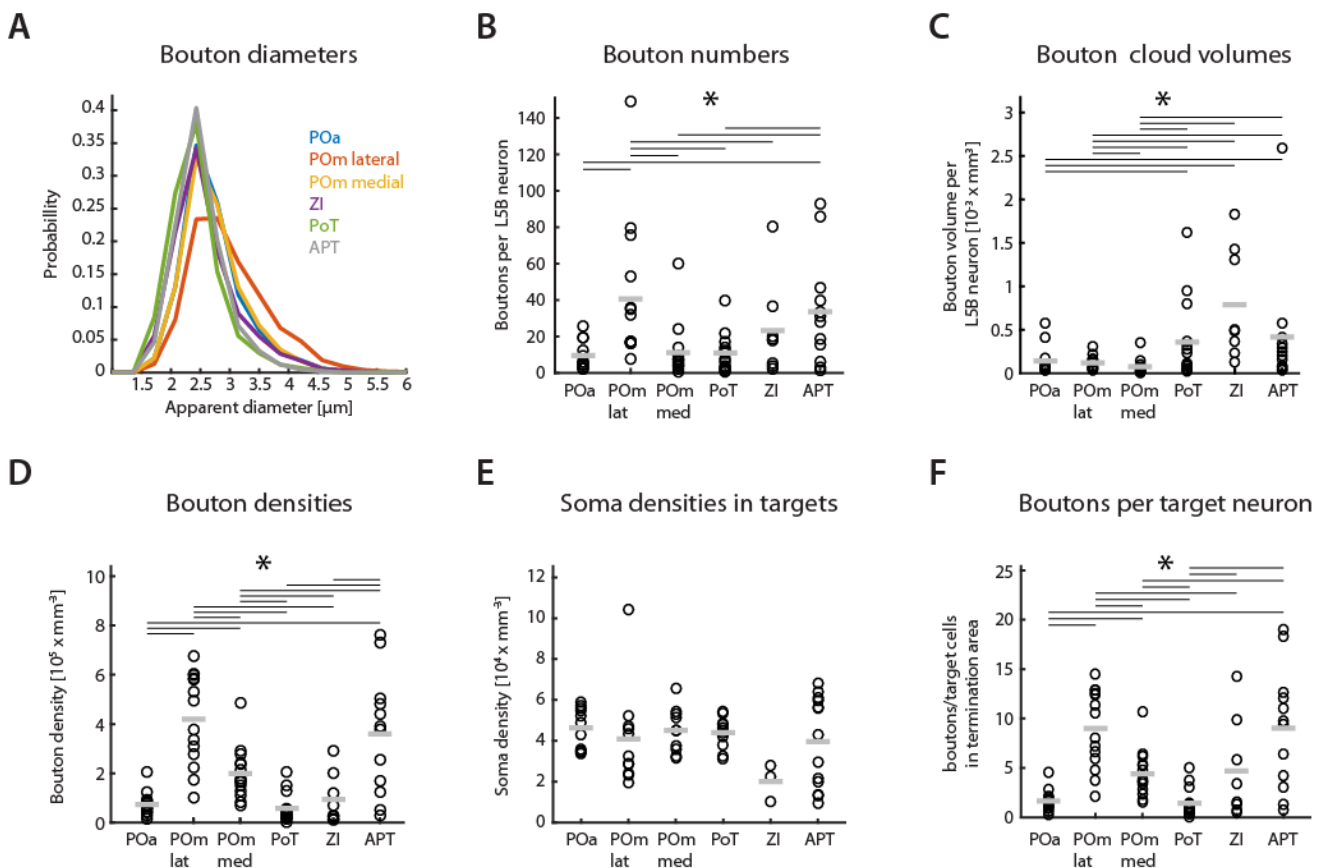 A
Bouton diameters
Probabillity
0.4
0.35
0.3
0.25
0.2
0.15
0.1
0.05
0
POa
POm lateral
POm medial
ZI
PoT
APT
1.5 2 2.5 3 3.5 4 4.5 5 5.5 6
Apparent diameter [µm]
B
Bouton numbers
*
Boutons per L5B neuron
140
120
100
80
60
40
20
0
POa POm POm PoT ZI APT
lat med
C
Bouton cloud volumes
*
Bouton volume per
L5B neuron [10⁻³ x mm³]
3
2.5
2
1.5
1
0.5
0
POa POm POm PoT ZI APT
lat med
D
Bouton densities
*
Bouton density [10⁵ x mm⁻³]
10
8
6
4
2
0
POa POm POm PoT ZI APT
lat med
E
Soma densities in targets
Soma density [10⁴ x mm⁻³]
12
10
8
6
4
2
0
POa POm POm PoT ZI APT
lat med
F
Boutons per target neuron
*
boutons/target cells
in termination area
25
20
15
10
5
0
POa POm POm PoT ZI APT
lat med